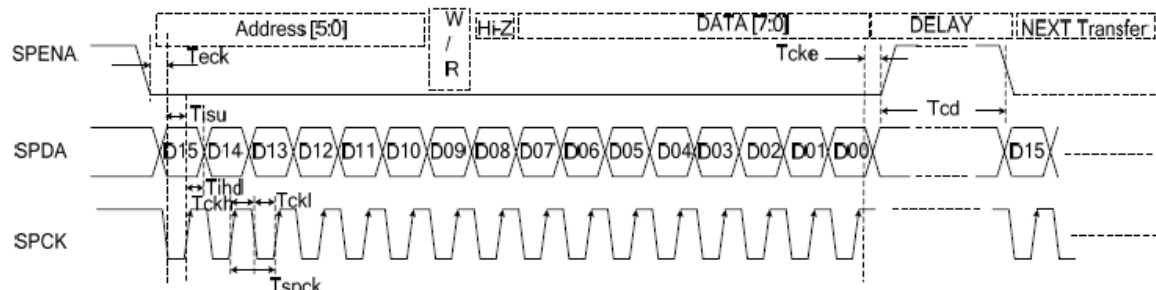 Address [5:0] W / R Hi-Z DATA [7:0] DELAY NEXT Transfer
SPENA Teck Tcke
Tcd
Tisu
SPDA D15 D14 D13 D12 D11 D10 D09 D08 D07 D06 D05 D04 D03 D02 D01 D00 D15
Tihd
Tckh Tckl
SPCK
Tspck